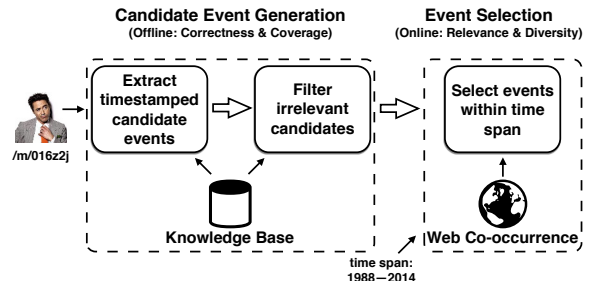 Candidate Event Generation
(Offline: Correctness & Coverage)
Event Selection
(Online: Relevance & Diversity)
Extract
timestamped
candidate
events
Filter
irrelevant
candidates
Select events
within time
span
/m/016z2j
Knowledge Base
Web Co-occurrence
time span:
1988—2014